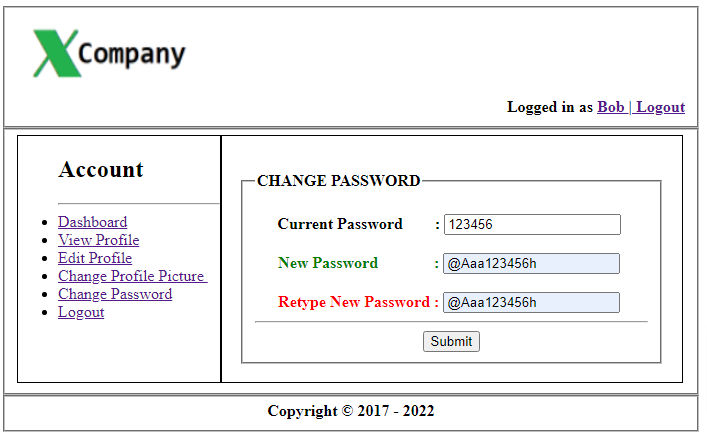 X Company
Logged in as Bob | Logout
Account
Dashboard
View Profile
Edit Profile
Change Profile Picture
Change Password
Logout
CHANGE PASSWORD
Current Password : 123456
New Password : @Aaa123456h
Retype New Password : @Aaa123456h
Submit
Copyright © 2017 - 2022